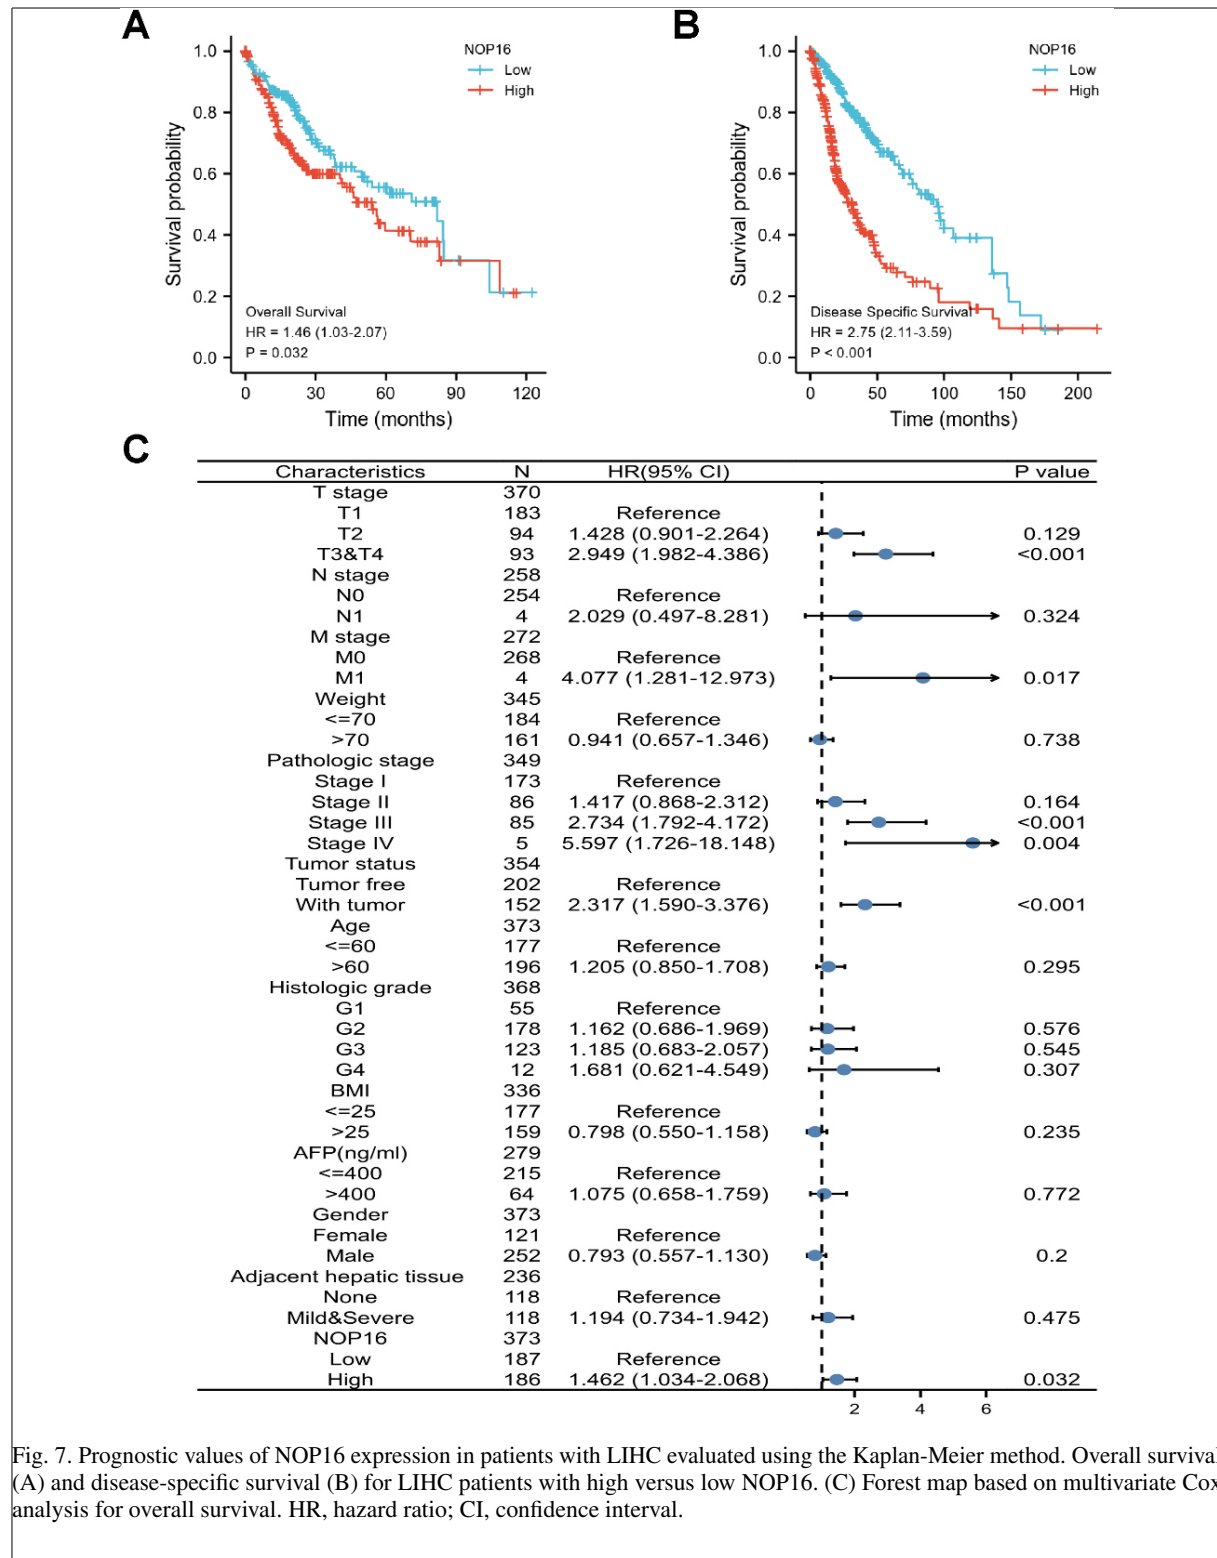 A
NOP16
Low
High
1.0
0.8
0.6
0.4
0.2
0.0
Survival probability
Overall Survival
HR = 1.46 (1.03-2.07)
P = 0.032
0 30 60 90 120
Time (months)
B
NOP16
Low
High
1.0
0.8
0.6
0.4
0.2
0.0
Survival probability
Disease Specific Survival
HR = 2.75 (2.11-3.59)
P < 0.001
0 50 100 150 200
Time (months)
C
Characteristics N HR(95% CI) P value
T stage 370
T1 183 Reference
T2 94 1.428 (0.901-2.264) 0.129
T3&T4 93 2.949 (1.982-4.386) <0.001
N stage 258
N0 254 Reference
N1 4 2.029 (0.497-8.281) 0.324
M stage 272
M0 268 Reference
M1 4 4.077 (1.281-12.973) 0.017
Weight 345
<=70 184 Reference
>70 161 0.941 (0.657-1.346) 0.738
Pathologic stage 349
Stage I 173 Reference
Stage II 86 1.417 (0.868-2.312) 0.164
Stage III 85 2.734 (1.792-4.172) <0.001
Stage IV 5 5.597 (1.726-18.148) 0.004
Tumor status 354
Tumor free 202 Reference
With tumor 152 2.317 (1.590-3.376) <0.001
Age 373
<=60 177 Reference
>60 196 1.205 (0.850-1.708) 0.295
Histologic grade 368
G1 55 Reference
G2 178 1.162 (0.686-1.969) 0.576
G3 123 1.185 (0.683-2.057) 0.545
G4 12 1.681 (0.621-4.549) 0.307
BMI 336
<=25 177 Reference
>25 159 0.798 (0.550-1.158) 0.235
AFP(ng/ml) 279
<=400 215 Reference
>400 64 1.075 (0.658-1.759) 0.772
Gender 373
Female 121 Reference
Male 252 0.793 (0.557-1.130) 0.2
Adjacent hepatic tissue 236
None 118 Reference
Mild&Severe 118 1.194 (0.734-1.942) 0.475
NOP16 373
Low 187 Reference
High 186 1.462 (1.034-2.068) 0.032
2 4 6
Fig. 7. Prognostic values of NOP16 expression in patients with LIHC evaluated using the Kaplan-Meier method. Overall survival
(A) and disease-specific survival (B) for LIHC patients with high versus low NOP16. (C) Forest map based on multivariate Cox
analysis for overall survival. HR, hazard ratio; CI, confidence interval.